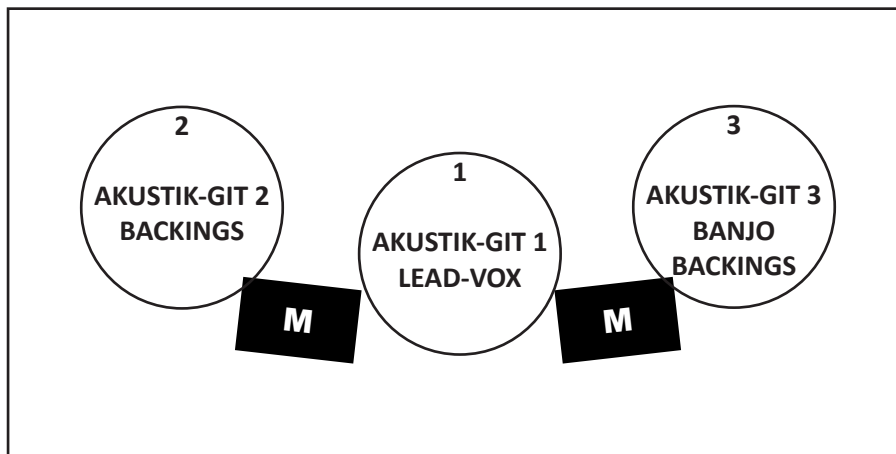 2
AKUSTIK-GIT 2
BACKINGS
1
AKUSTIK-GIT 1
LEAD-VOX
3
AKUSTIK-GIT 3
BANJO
BACKINGS
M
M